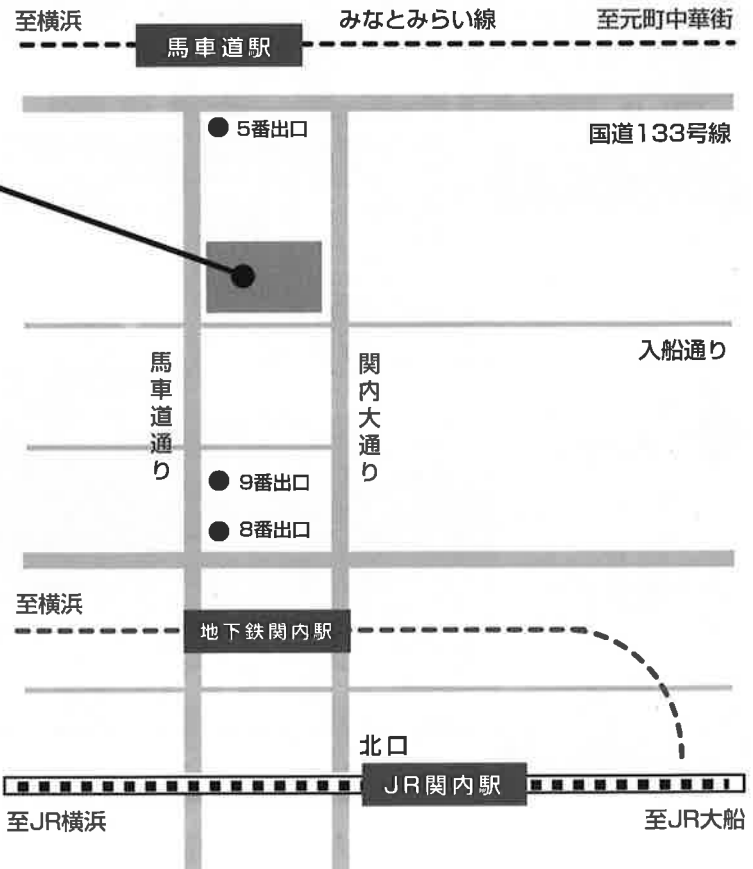 至横浜
みなとみらい線
至元町中華街
馬車道駅
5番出口
国道133号線
入船通り
馬車道通り
関内大通り
9番出口
8番出口
至横浜
地下鉄関内駅
北口
JR関内駅
至JR横浜
至JR大船